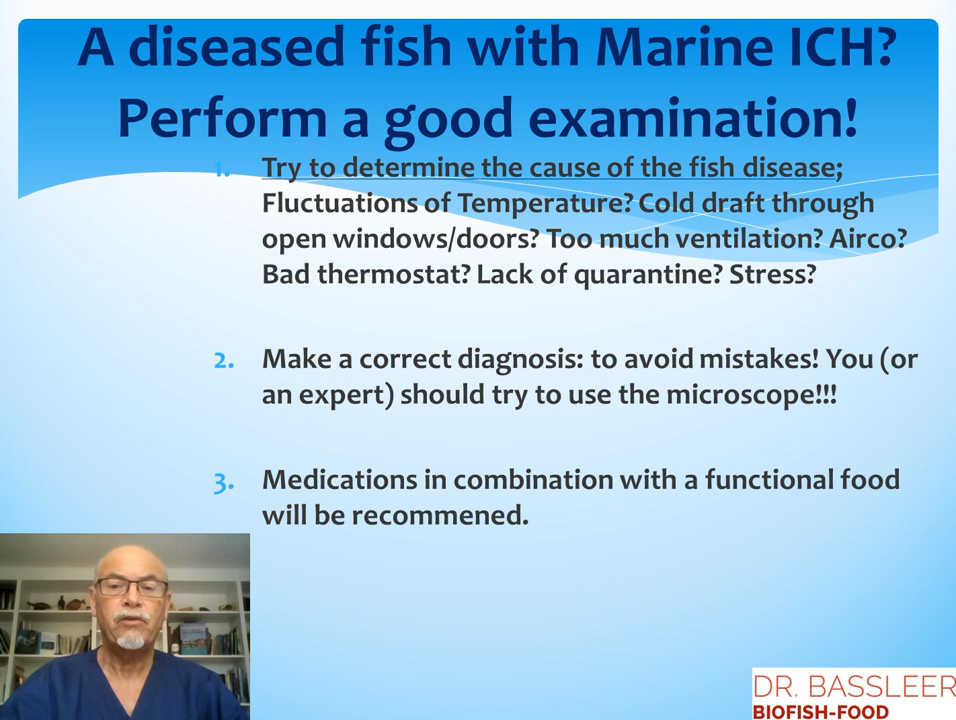 A diseased fish with Marine ICH?
Perform a good examination!
1. Try to determine the cause of the fish disease;
Fluctuations of Temperature? Cold draft through
open windows/doors? Too much ventilation? Airco?
Bad thermostat? Lack of quarantine? Stress?
2. Make a correct diagnosis: to avoid mistakes! You (or
an expert) should try to use the microscope!!!
3. Medications in combination with a functional food
will be recommened.
DR. BASSLEER
BIOFISH-FOOD